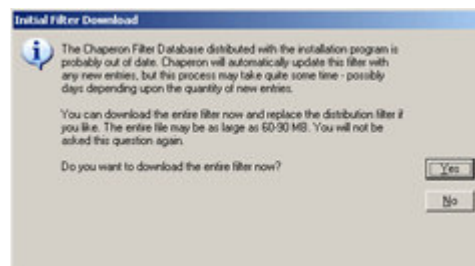 Initial Filter Download
The Chaperon Filter Database distributed with the installation program is
probably out of date. Chaperon will automatically update this filter with
any new entries, but this process may take quite some time - possibly
days depending upon the quantity of new entries.
You can download the entire filter now and replace the distribution filter if
you like. The entire file may be as large as 60-90 MB. You will not be
asked this question again.
Do you want to download the entire filter now?
Yes
No